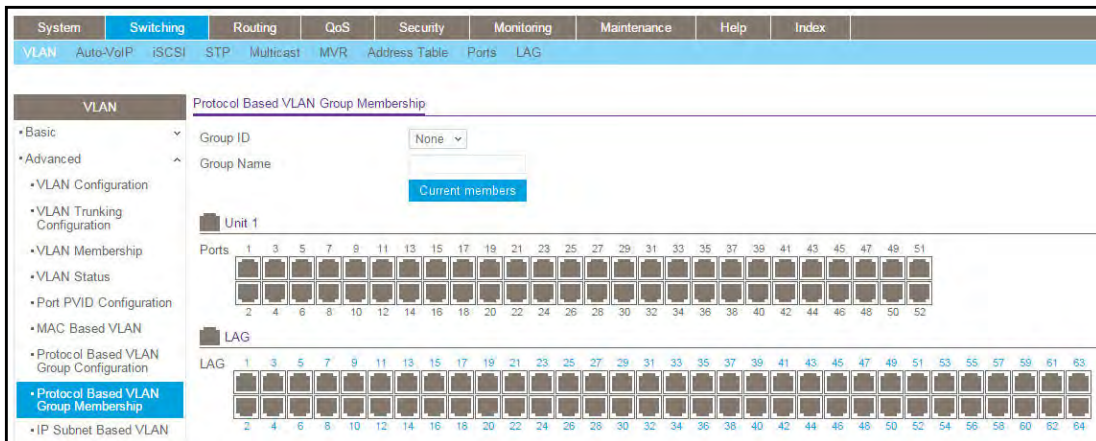 System Switching Routing QoS Security Monitoring Maintenance Help Index
VLAN Auto-VoIP iSCSI STP Multicast MVR Address Table Ports LAG
VLAN
• Basic
• Advanced
• VLAN Configuration
• VLAN Trunking
Configuration
• VLAN Membership
• VLAN Status
• Port PVID Configuration
• MAC Based VLAN
• Protocol Based VLAN
Group Configuration
• Protocol Based VLAN
Group Membership
• IP Subnet Based VLAN
Protocol Based VLAN Group Membership
Group ID None
Group Name
Current members
Unit 1
Ports 1 3 5 7 9 11 13 15 17 19 21 23 25 27 29 31 33 35 37 39 41 43 45 47 49 51
2 4 6 8 10 12 14 16 18 20 22 24 26 28 30 32 34 36 38 40 42 44 46 48 50 52
LAG
LAG 1 3 5 7 9 11 13 15 17 19 21 23 25 27 29 31 33 35 37 39 41 43 45 47 49 51 53 55 57 59 61 63
2 4 6 8 10 12 14 16 18 20 22 24 26 28 30 32 34 36 38 40 42 44 46 48 50 52 54 56 58 60 62 64